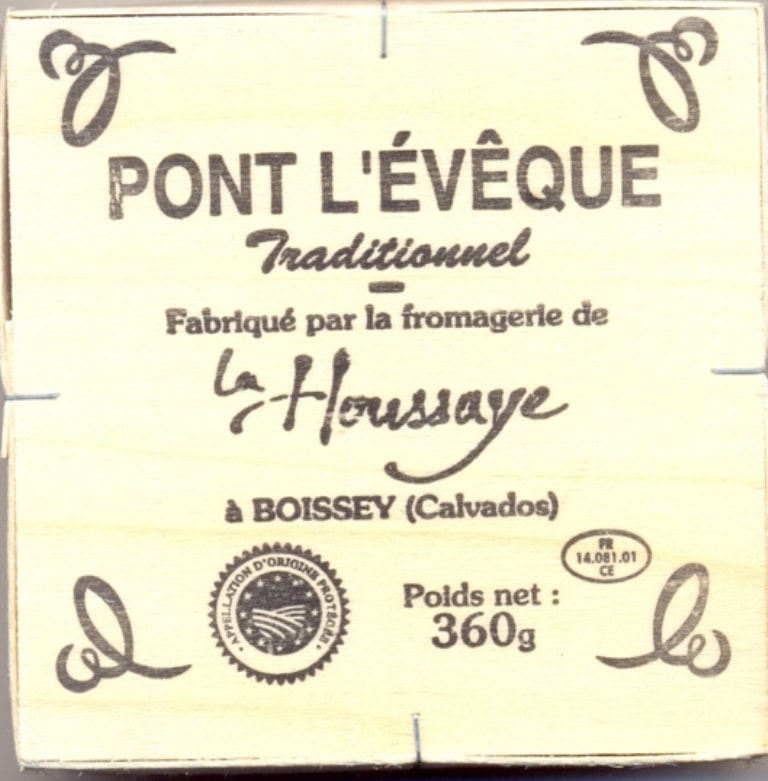 PONT L'ÉVÊQUE
Traditionnel
Fabriqué par la fromagerie de
la Houssaye
à BOISSEY (Calvados)
FR
14.081.01
CE
APPELLATION D'ORIGINE PROTÉGÉE
Poids net :
360g